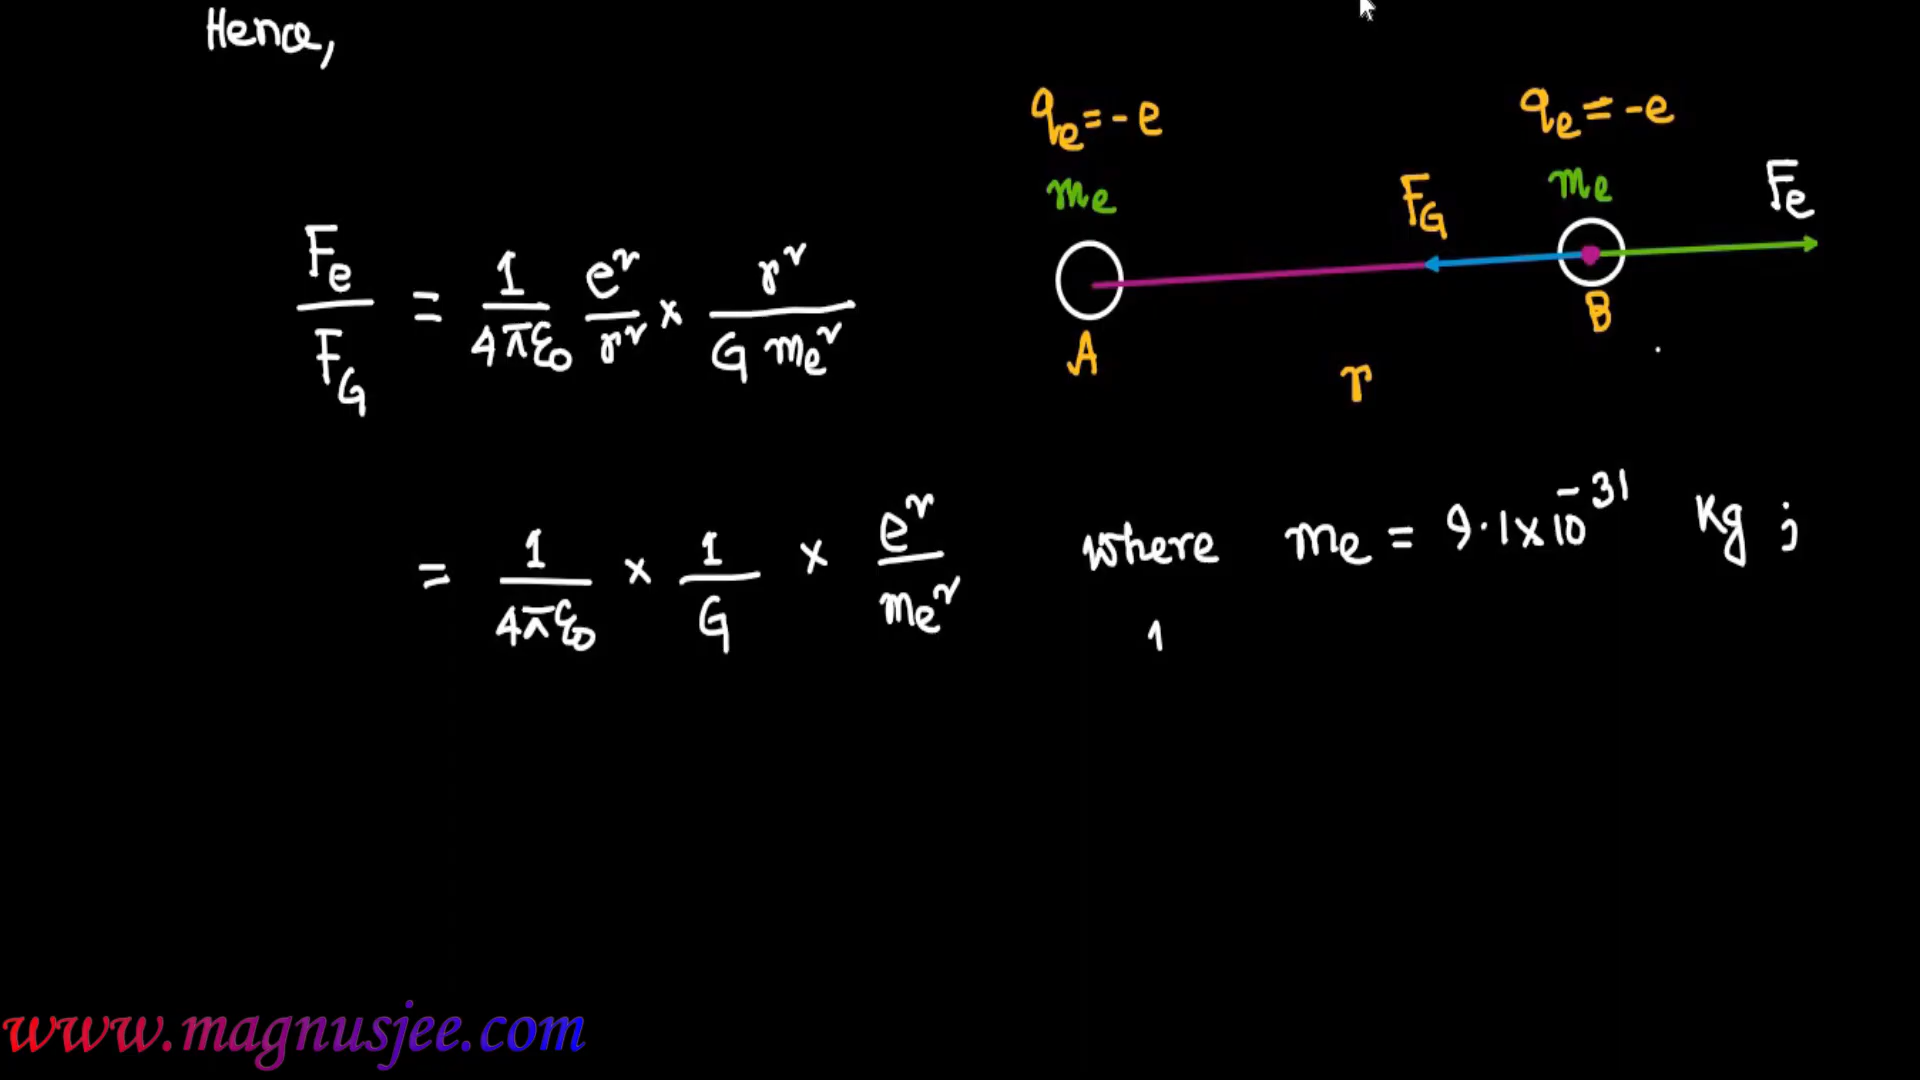 Hence,
qe = -e
qe = -e
me
me
FG
Fe
Fe/FG = 1/4πε0 e²/r² × r²/G me²
A
B
r
= 1/4πε0 × 1/G × e²/me² where me = 9.1×10⁻³¹ Kg ;
1
www.magnusjee.com